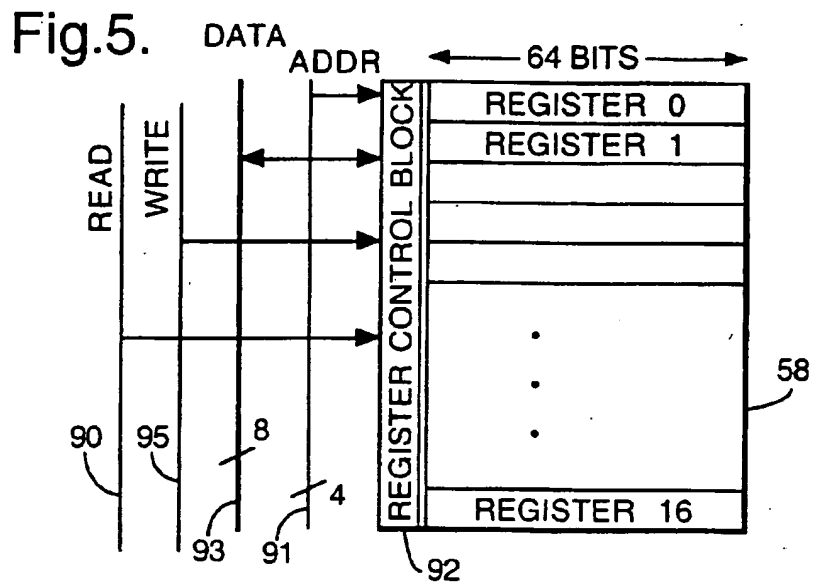 Fig.5.
DATA
ADDR
64 BITS
READ
WRITE
REGISTER CONTROL BLOCK
REGISTER 0
REGISTER 1
58
90
95
8
93
4
91
REGISTER 16
92